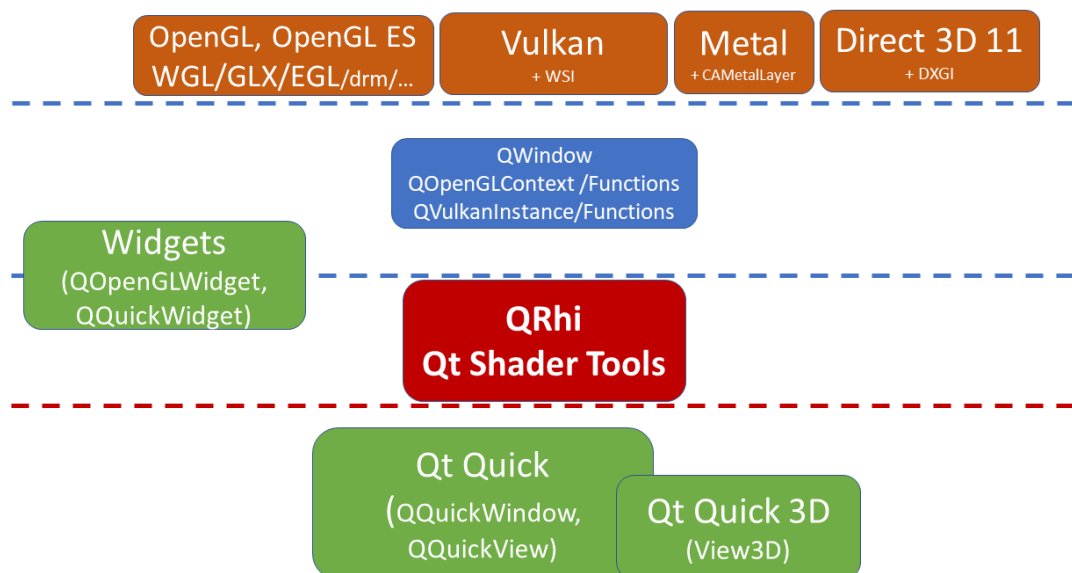 OpenGL, OpenGL ES
WGL/GLX/EGL/drm/...
Vulkan
+ WSI
Metal
+ CAMetalLayer
Direct 3D 11
+ DXGI
QWindow
QOpenGLContext /Functions
QVulkanInstance/Functions
Widgets
(QOpenGLWidget,
QQuickWidget)
QRhi
Qt Shader Tools
Qt Quick
(QQuickWindow,
QQuickView)
Qt Quick 3D
(View3D)